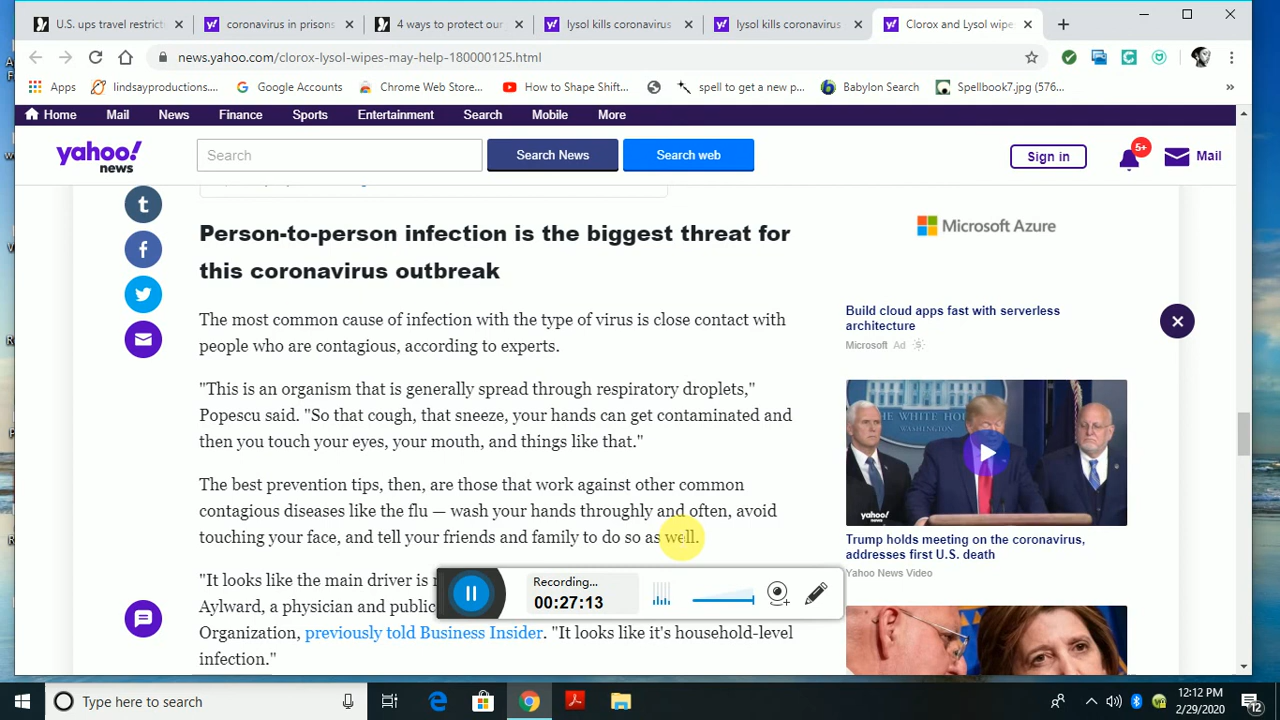 U.S. ups travel restrict
coronavirus in prisons
4 ways to protect our
lysol kills coronavirus
lysol kills coronavirus
Clorox and Lysol wipe
news.yahoo.com/clorox-lysol-wipes-may-help-180000125.html
Apps
lindsayproductions....
Google Accounts
Chrome Web Store...
How to Shape Shift...
spell to get a new p...
Babylon Search
Spellbook7.jpg (576...
Home Mail News Finance Sports Entertainment Search Mobile More
yahoo!
news
Search
Search News
Search web
Sign in
5+
Mail
Person-to-person infection is the biggest threat for
this coronavirus outbreak
The most common cause of infection with the type of virus is close contact with
people who are contagious, according to experts.
"This is an organism that is generally spread through respiratory droplets,"
Popescu said. "So that cough, that sneeze, your hands can get contaminated and
then you touch your eyes, your mouth, and things like that."
The best prevention tips, then, are those that work against other common
contagious diseases like the flu — wash your hands throughly and often, avoid
touching your face, and tell your friends and family to do so as well.
"It looks like the main driver is
Aylward, a physician and public
Organization, previously told Business Insider. "It looks like it's household-level
infection."
Recording...
00:27:13
Microsoft Azure
Build cloud apps fast with serverless
architecture
Microsoft Ad
THE WHITE HOUSE
WASHINGTON
yahoo!
Trump holds meeting on the coronavirus,
addresses first U.S. death
Yahoo News Video
Type here to search
12:12 PM
2/29/2020
12